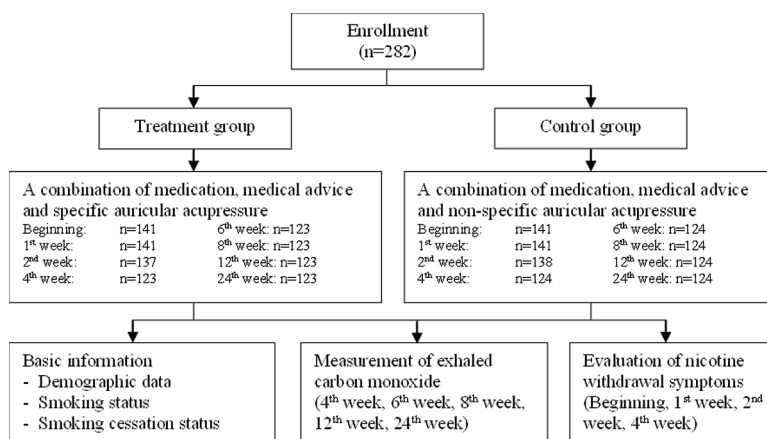 Enrollment
(n=282)
Treatment group
Control group
A combination of medication, medical advice
and specific auricular acupressure
Beginning: n=141 6th week: n=123
1st week: n=141 8th week: n=123
2nd week: n=137 12th week: n=123
4th week: n=123 24th week: n=123
A combination of medication, medical advice
and non-specific auricular acupressure
Beginning: n=141 6th week: n=124
1st week: n=141 8th week: n=124
2nd week: n=138 12th week: n=124
4th week: n=124 24th week: n=124
Basic information
- Demographic data
- Smoking status
- Smoking cessation status
Measurement of exhaled
carbon monoxide
(4th week, 6th week, 8th week,
12th week, 24th week)
Evaluation of nicotine
withdrawal symptoms
(Beginning, 1st week, 2nd
week, 4th week)